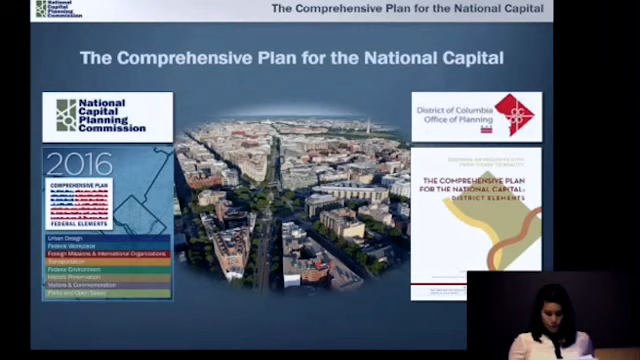 National
Capital
Planning
Commission
The Comprehensive Plan for the National Capital
The Comprehensive Plan for the National Capital
National
Capital
Planning
Commission
2016
COMPREHENSIVE PLAN
FEDERAL ELEMENTS
Urban Design
Federal Workplace
Foreign Missions & International Organizations
Transportation
Federal Environment
Historic Preservation
Visitors & Commemoration
Parks and Open Space
District of Columbia
Office of Planning
THE COMPREHENSIVE PLAN
FOR THE NATIONAL CAPITAL:
DISTRICT ELEMENTS